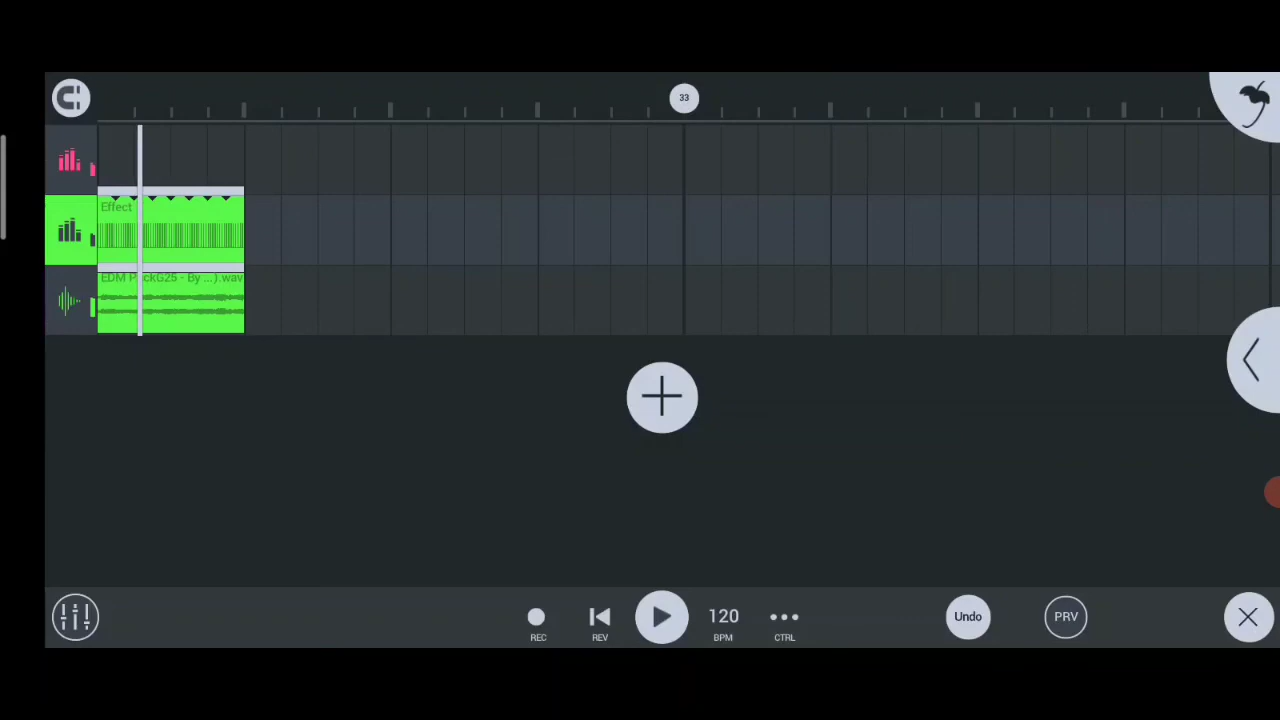 33
Effect
EDM PackG25 - By ...).wav
120
Undo
PRV
REC
REV
BPM
CTRL